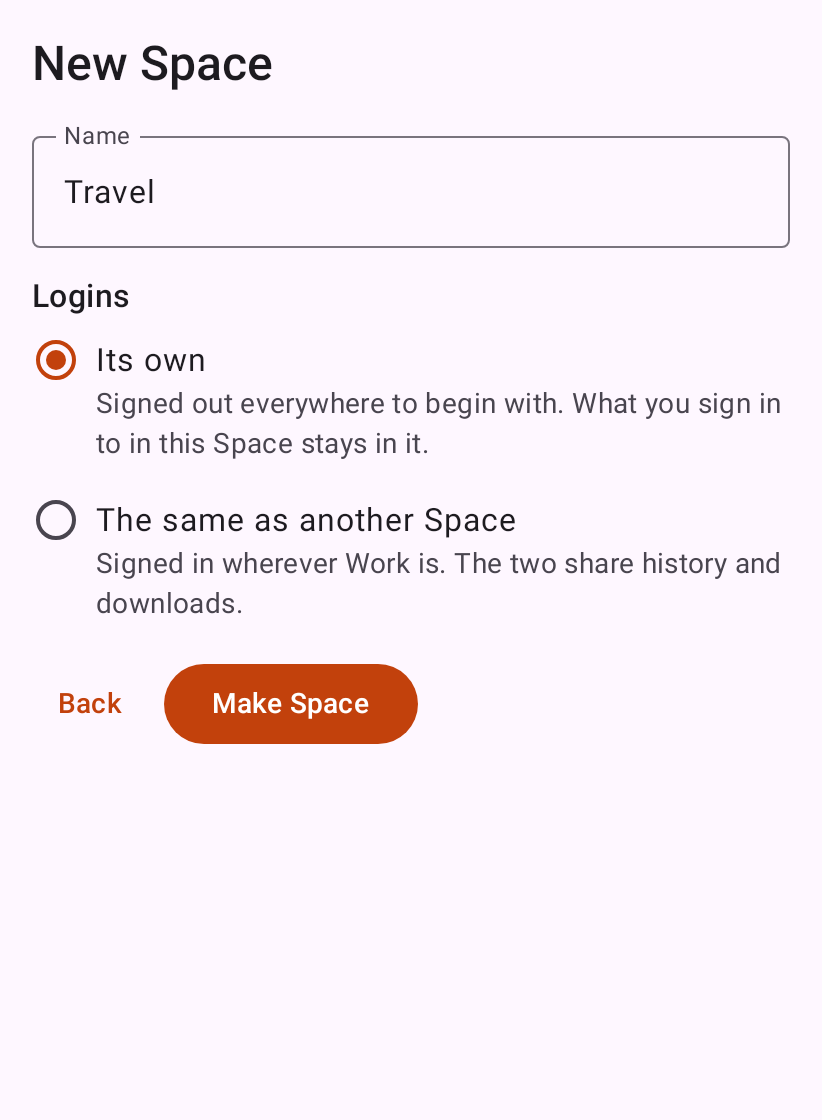 New Space
Name
Travel
Logins
Its own
Signed out everywhere to begin with. What you sign in
to in this Space stays in it.
The same as another Space
Signed in wherever Work is. The two share history and
downloads.
Back
Make Space